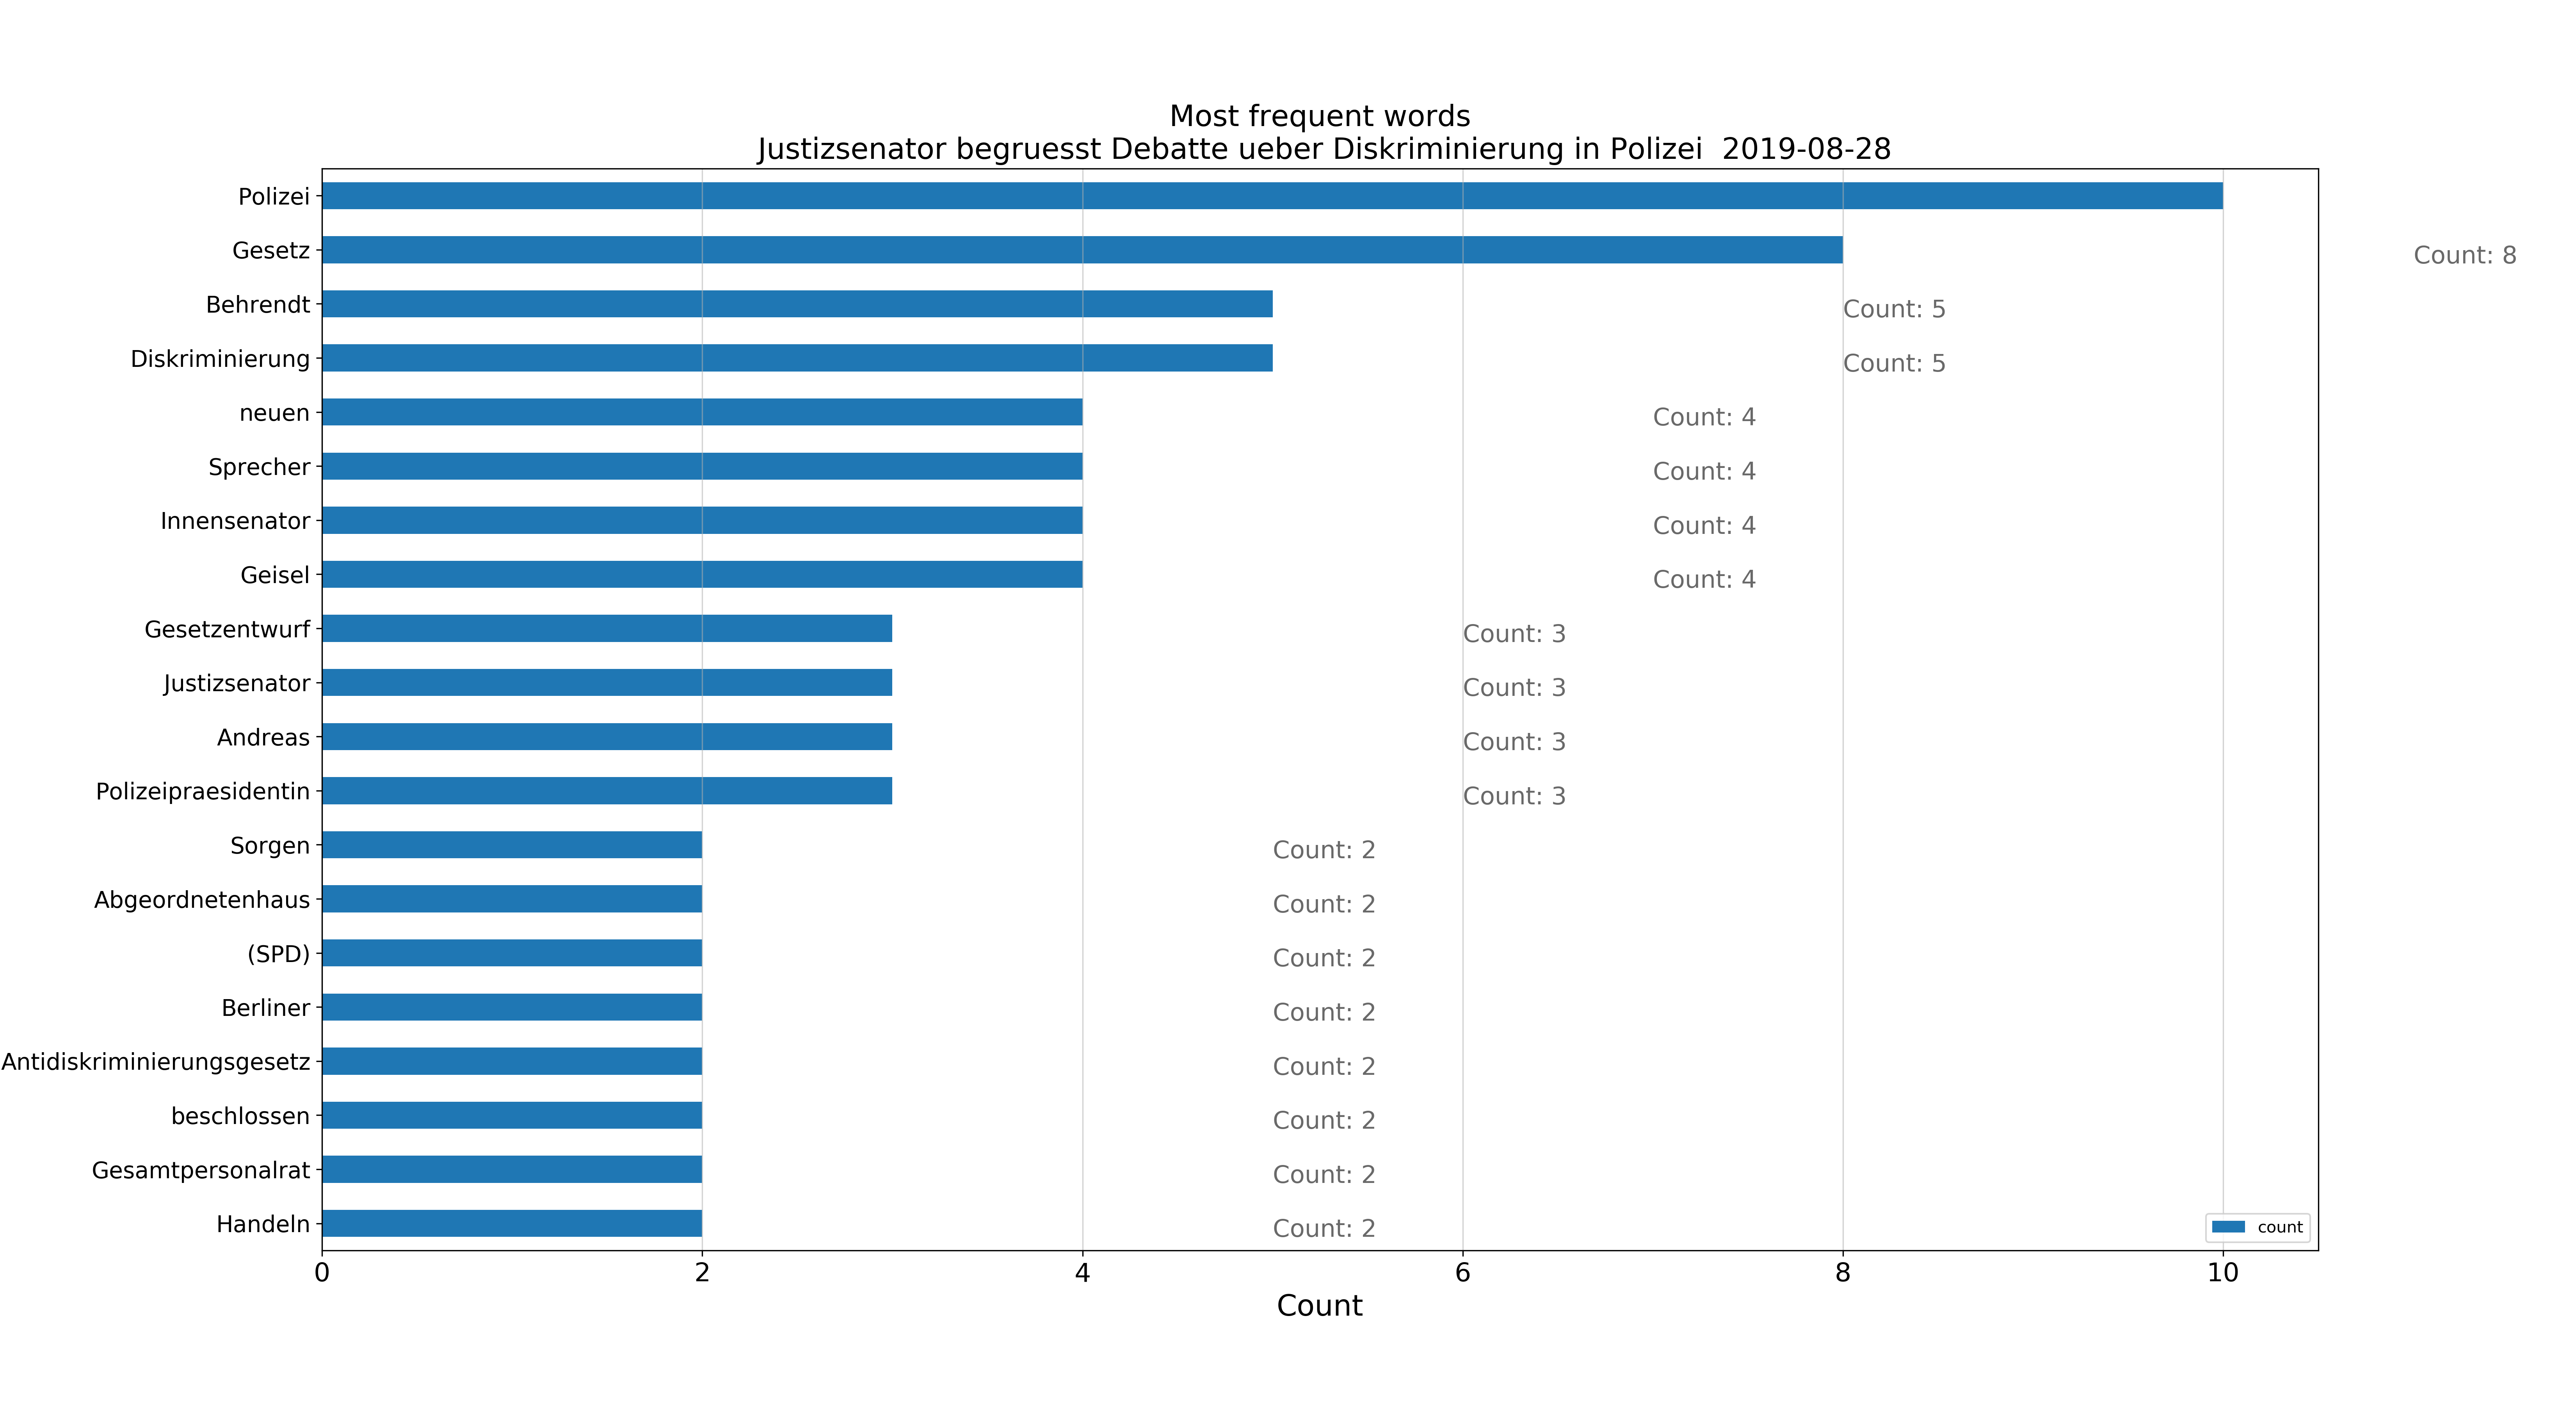 Most frequent words
Justizsenator begruesst Debatte ueber Diskriminierung in Polizei  2019-08-28
Polizei
Gesetz Count: 8
Behrendt Count: 5
Diskriminierung Count: 5
neuen Count: 4
Sprecher Count: 4
Innensenator Count: 4
Geisel Count: 4
Gesetzentwurf Count: 3
Justizsenator Count: 3
Andreas Count: 3
Polizeipraesidentin Count: 3
Sorgen Count: 2
Abgeordnetenhaus Count: 2
(SPD) Count: 2
Berliner Count: 2
Antidiskriminierungsgesetz Count: 2
beschlossen Count: 2
Gesamtpersonalrat Count: 2
Handeln Count: 2
count
0 2 4 6 8 10
Count